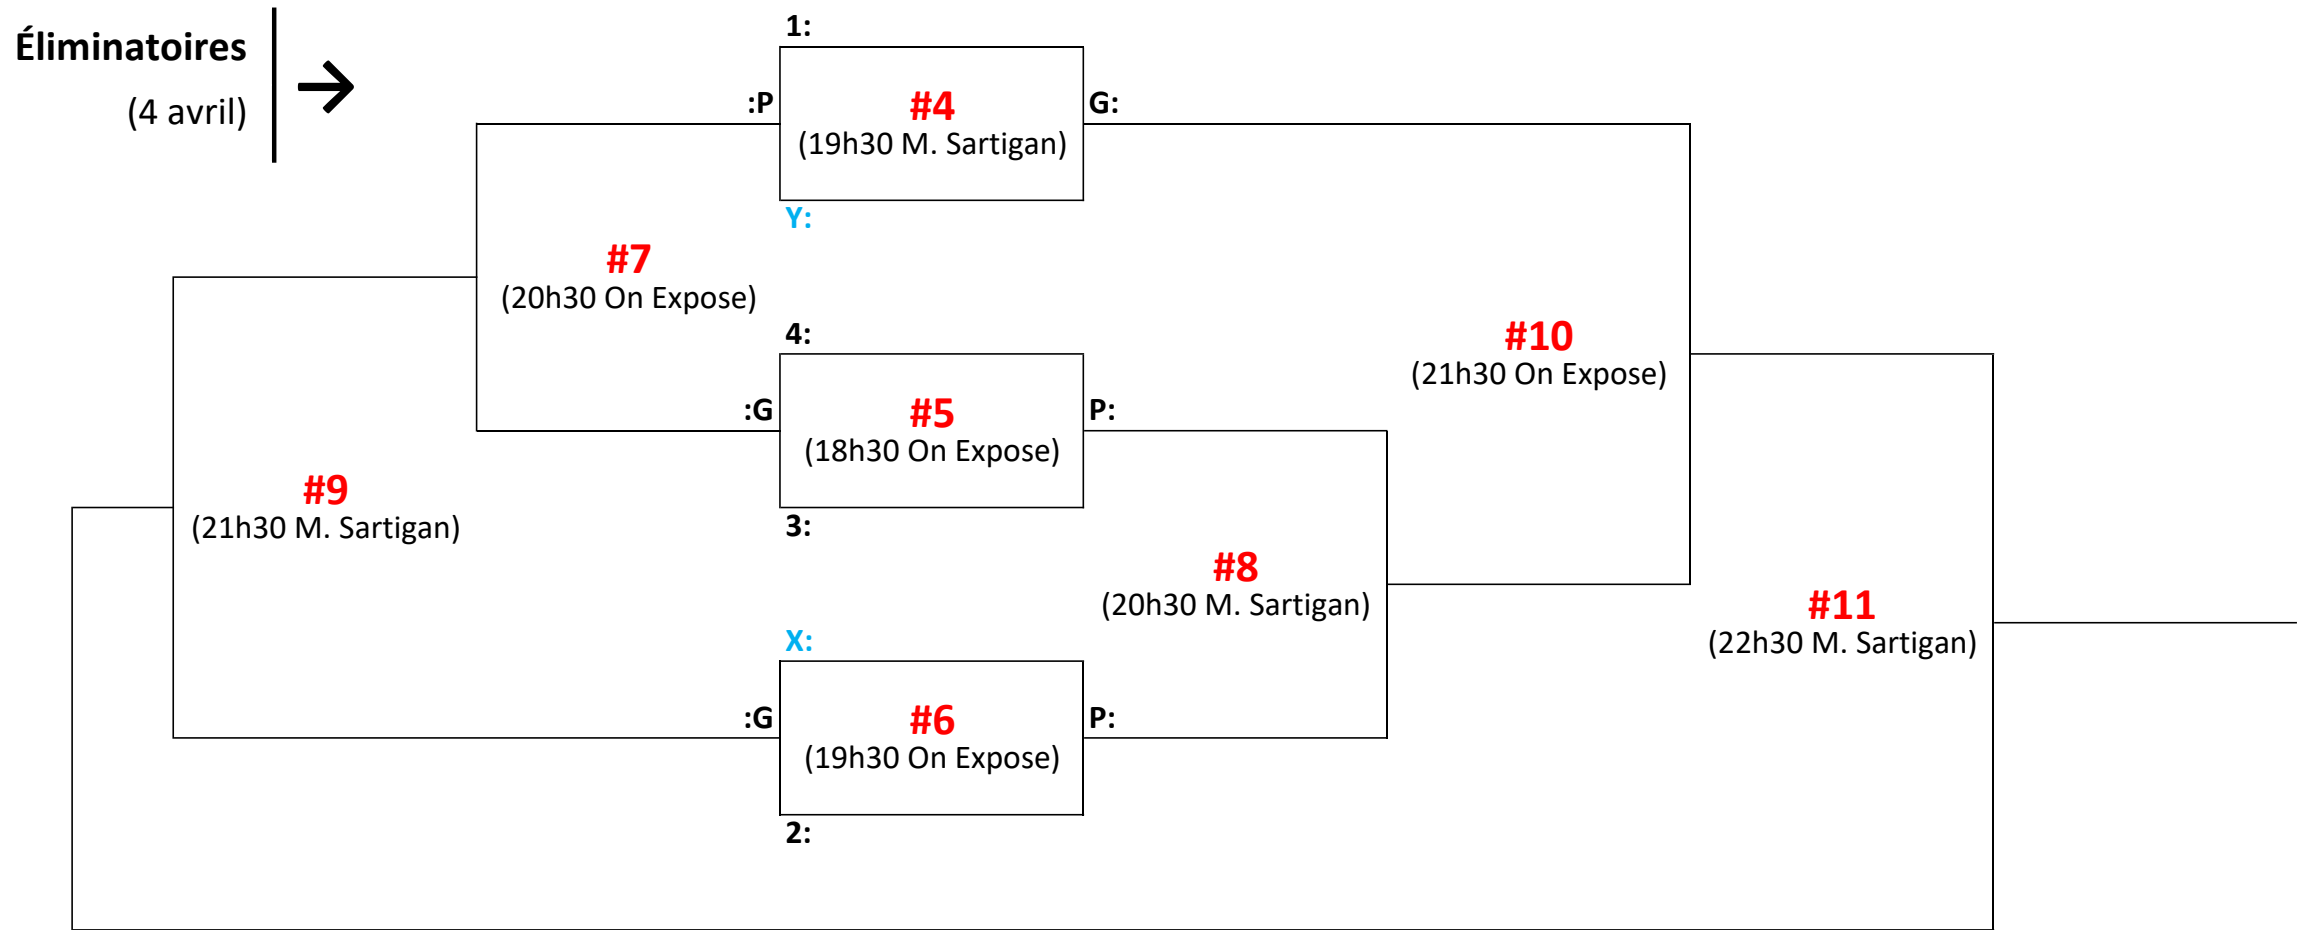 Éliminatoires
(4 avril)
1:
:P
#4
(19h30 M. Sartigan)
G:
Y:
#7
(20h30 On Expose)
4:
:G
#5
(18h30 On Expose)
P:
3:
#10
(21h30 On Expose)
#9
(21h30 M. Sartigan)
#8
(20h30 M. Sartigan)
#11
(22h30 M. Sartigan)
X:
:G
#6
(19h30 On Expose)
P:
2: